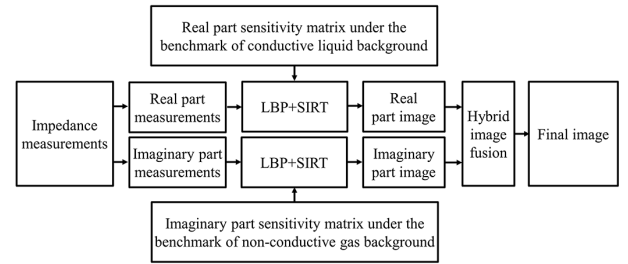 Real part sensitivity matrix under the
benchmark of conductive liquid background
Impedance
measurements
Real part
measurements
LBP+SIRT
Real
part image
Imaginary part
measurements
LBP+SIRT
Imaginary
part image
Hybrid
image
fusion
Final image
Imaginary part sensitivity matrix under the
benchmark of non-conductive gas background